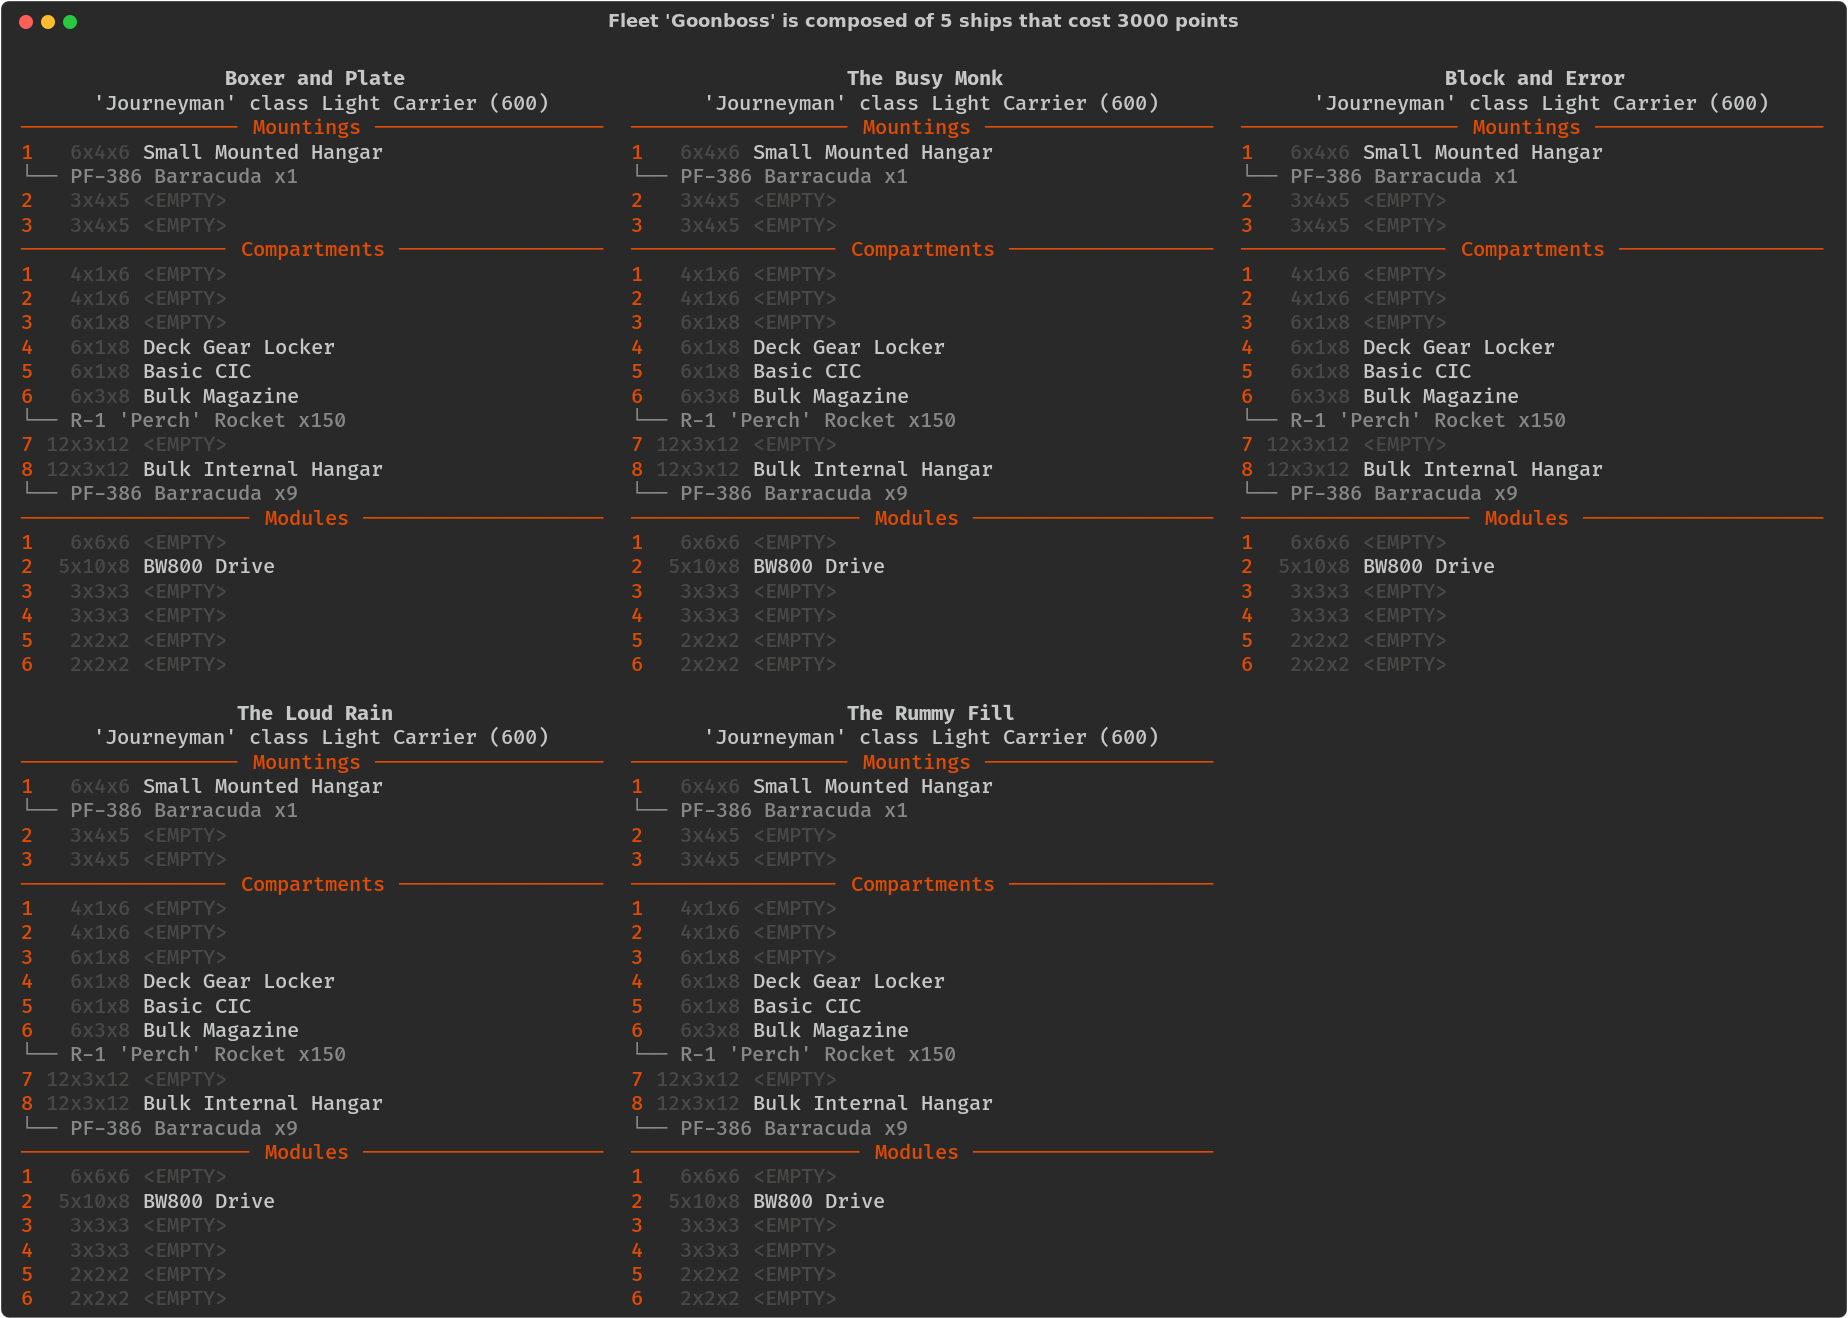 Fleet 'Goonboss' is composed of 5 ships that cost 3000 points
Boxer and Plate
'Journeyman' class Light Carrier (600)
Mountings
1 6x4x6 Small Mounted Hangar
└── PF-386 Barracuda x1
2 3x4x5 <EMPTY>
3 3x4x5 <EMPTY>
Compartments
1 4x1x6 <EMPTY>
2 4x1x6 <EMPTY>
3 6x1x8 <EMPTY>
4 6x1x8 Deck Gear Locker
5 6x1x8 Basic CIC
6 6x3x8 Bulk Magazine
└── R-1 'Perch' Rocket x150
7 12x3x12 <EMPTY>
8 12x3x12 Bulk Internal Hangar
└── PF-386 Barracuda x9
Modules
1 6x6x6 <EMPTY>
2 5x10x8 BW800 Drive
3 3x3x3 <EMPTY>
4 3x3x3 <EMPTY>
5 2x2x2 <EMPTY>
6 2x2x2 <EMPTY>
The Busy Monk
'Journeyman' class Light Carrier (600)
Mountings
1 6x4x6 Small Mounted Hangar
└── PF-386 Barracuda x1
2 3x4x5 <EMPTY>
3 3x4x5 <EMPTY>
Compartments
1 4x1x6 <EMPTY>
2 4x1x6 <EMPTY>
3 6x1x8 <EMPTY>
4 6x1x8 Deck Gear Locker
5 6x1x8 Basic CIC
6 6x3x8 Bulk Magazine
└── R-1 'Perch' Rocket x150
7 12x3x12 <EMPTY>
8 12x3x12 Bulk Internal Hangar
└── PF-386 Barracuda x9
Modules
1 6x6x6 <EMPTY>
2 5x10x8 BW800 Drive
3 3x3x3 <EMPTY>
4 3x3x3 <EMPTY>
5 2x2x2 <EMPTY>
6 2x2x2 <EMPTY>
Block and Error
'Journeyman' class Light Carrier (600)
Mountings
1 6x4x6 Small Mounted Hangar
└── PF-386 Barracuda x1
2 3x4x5 <EMPTY>
3 3x4x5 <EMPTY>
Compartments
1 4x1x6 <EMPTY>
2 4x1x6 <EMPTY>
3 6x1x8 <EMPTY>
4 6x1x8 Deck Gear Locker
5 6x1x8 Basic CIC
6 6x3x8 Bulk Magazine
└── R-1 'Perch' Rocket x150
7 12x3x12 <EMPTY>
8 12x3x12 Bulk Internal Hangar
└── PF-386 Barracuda x9
Modules
1 6x6x6 <EMPTY>
2 5x10x8 BW800 Drive
3 3x3x3 <EMPTY>
4 3x3x3 <EMPTY>
5 2x2x2 <EMPTY>
6 2x2x2 <EMPTY>
The Loud Rain
'Journeyman' class Light Carrier (600)
Mountings
1 6x4x6 Small Mounted Hangar
└── PF-386 Barracuda x1
2 3x4x5 <EMPTY>
3 3x4x5 <EMPTY>
Compartments
1 4x1x6 <EMPTY>
2 4x1x6 <EMPTY>
3 6x1x8 <EMPTY>
4 6x1x8 Deck Gear Locker
5 6x1x8 Basic CIC
6 6x3x8 Bulk Magazine
└── R-1 'Perch' Rocket x150
7 12x3x12 <EMPTY>
8 12x3x12 Bulk Internal Hangar
└── PF-386 Barracuda x9
Modules
1 6x6x6 <EMPTY>
2 5x10x8 BW800 Drive
3 3x3x3 <EMPTY>
4 3x3x3 <EMPTY>
5 2x2x2 <EMPTY>
6 2x2x2 <EMPTY>
The Rummy Fill
'Journeyman' class Light Carrier (600)
Mountings
1 6x4x6 Small Mounted Hangar
└── PF-386 Barracuda x1
2 3x4x5 <EMPTY>
3 3x4x5 <EMPTY>
Compartments
1 4x1x6 <EMPTY>
2 4x1x6 <EMPTY>
3 6x1x8 <EMPTY>
4 6x1x8 Deck Gear Locker
5 6x1x8 Basic CIC
6 6x3x8 Bulk Magazine
└── R-1 'Perch' Rocket x150
7 12x3x12 <EMPTY>
8 12x3x12 Bulk Internal Hangar
└── PF-386 Barracuda x9
Modules
1 6x6x6 <EMPTY>
2 5x10x8 BW800 Drive
3 3x3x3 <EMPTY>
4 3x3x3 <EMPTY>
5 2x2x2 <EMPTY>
6 2x2x2 <EMPTY>